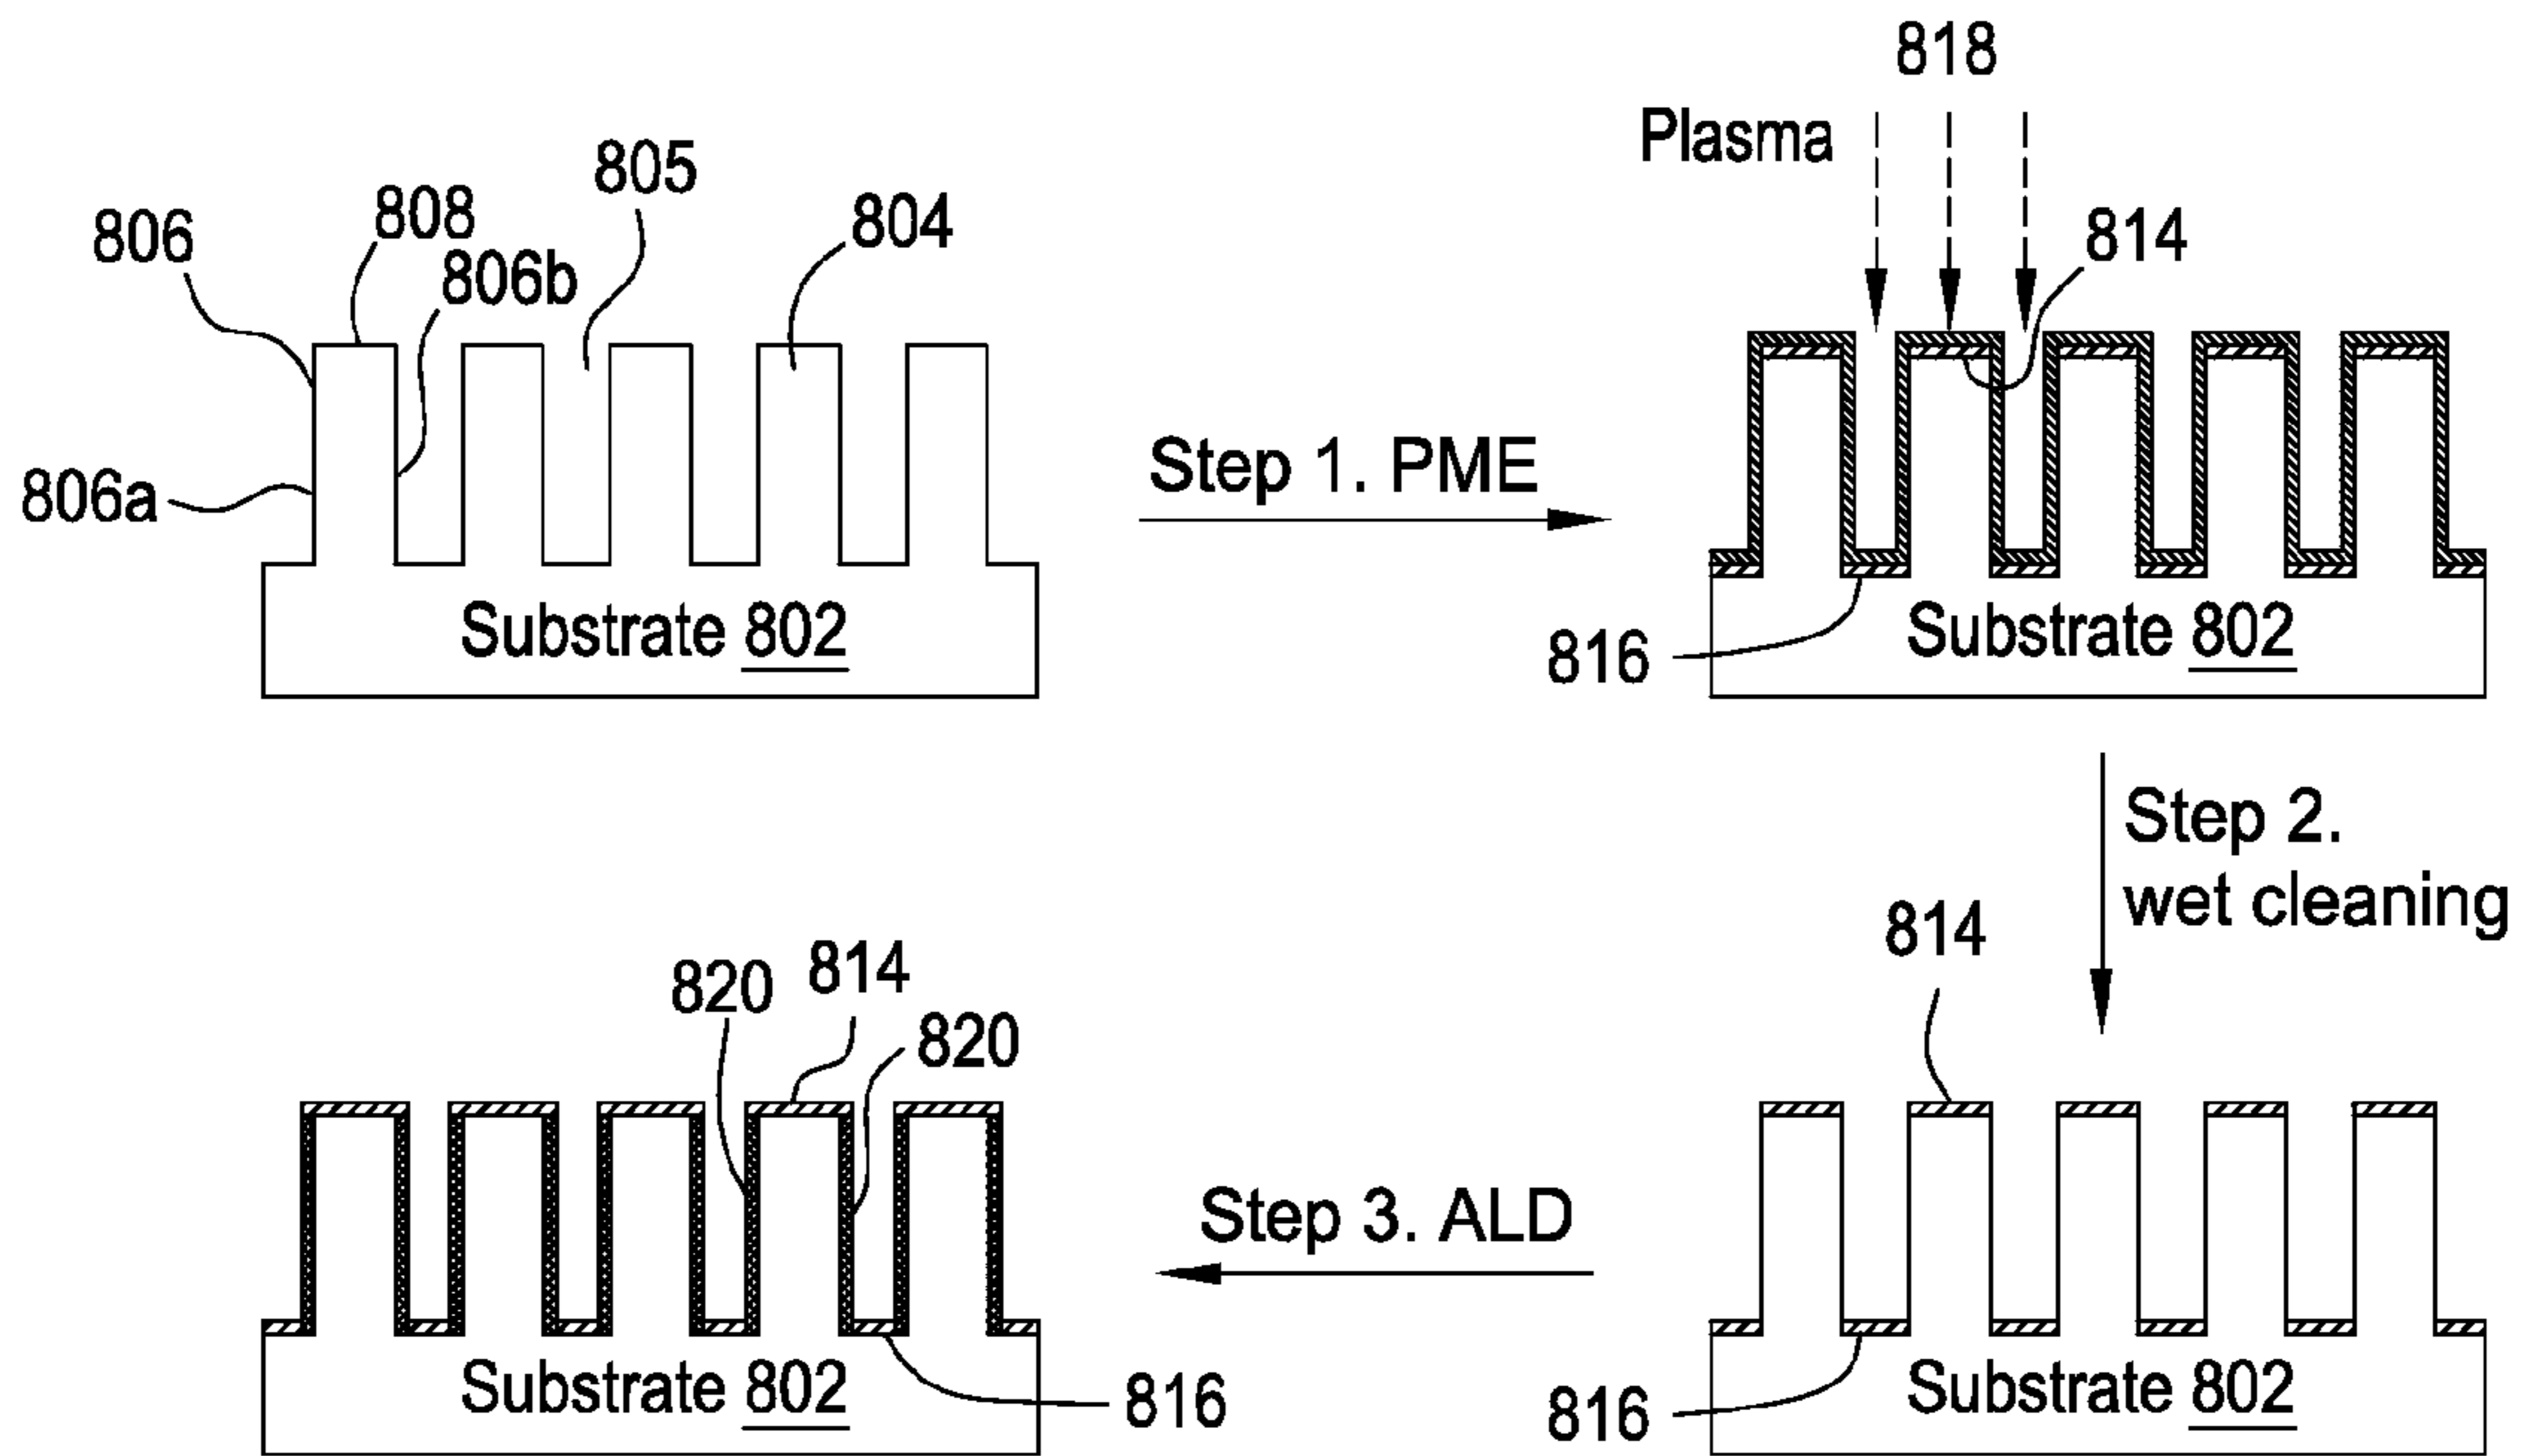 806
808
806b
805
804
806a
Substrate 802
Step 1. PME
818
Plasma
814
816
Substrate 802
Step 2.
wet cleaning
814
816
Substrate 802
Step 3. ALD
820
814
820
816
Substrate 802